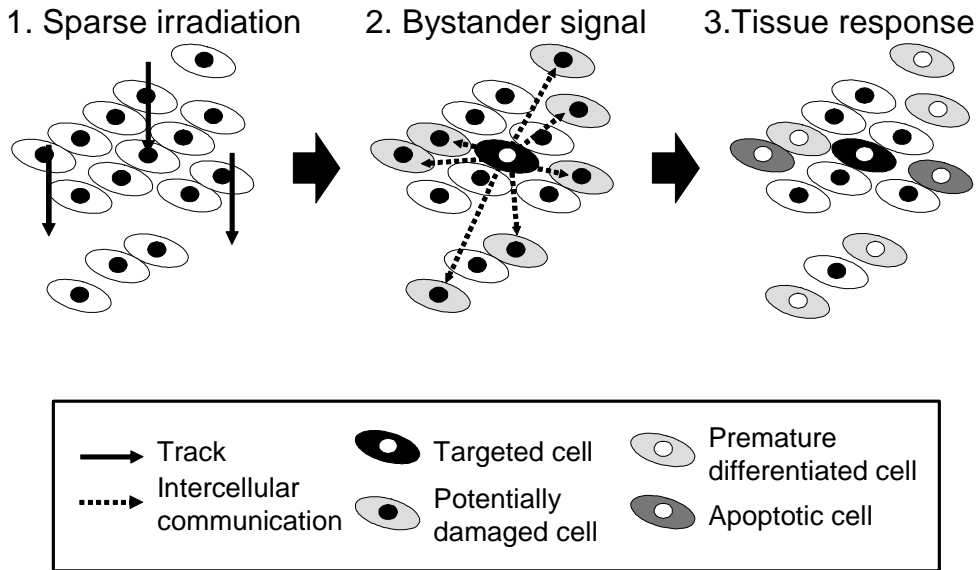 1. Sparse irradiation
2. Bystander signal
3.Tissue response
Track
Intercellular
communication
Targeted cell
Potentially
damaged cell
Premature
differentiated cell
Apoptotic cell